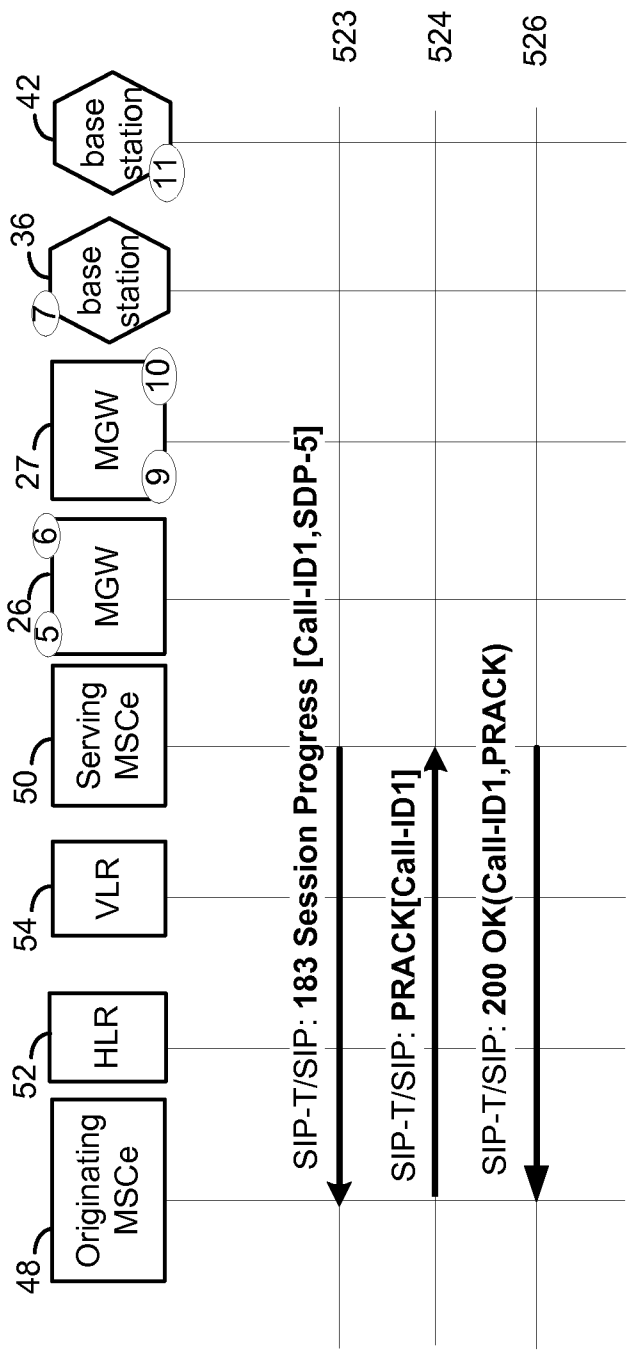 48
Originating
MSCe
52
HLR
54
VLR
50
Serving
MSCe
26
5
6
MGW
27
MGW
9
10
36
7
base
station
42
base
station
11
SIP-T/SIP: 183 Session Progress [Call-ID1,SDP-5]
523
SIP-T/SIP: PRACK[Call-ID1]
524
SIP-T/SIP: 200 OK(Call-ID1,PRACK)
526